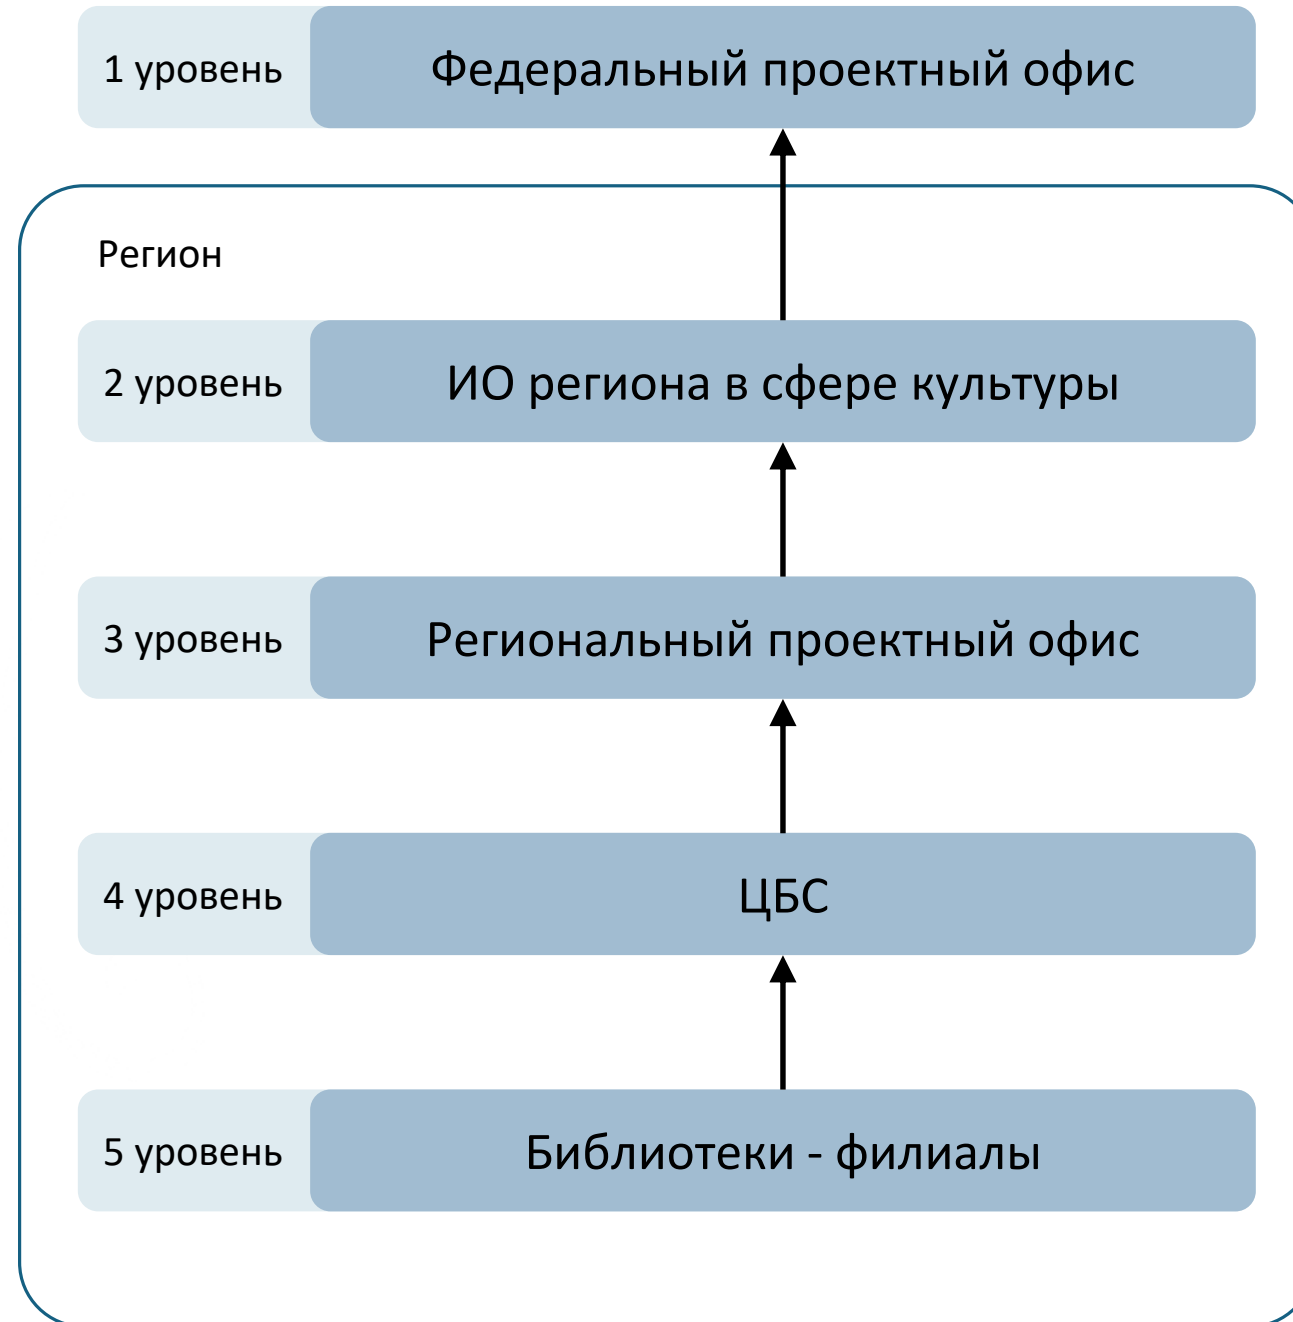 1 уровень
Федеральный проектный офис
Регион
2 уровень
ИО региона в сфере культуры
3 уровень
Региональный проектный офис
4 уровень
ЦБС
5 уровень
Библиотеки - филиалы